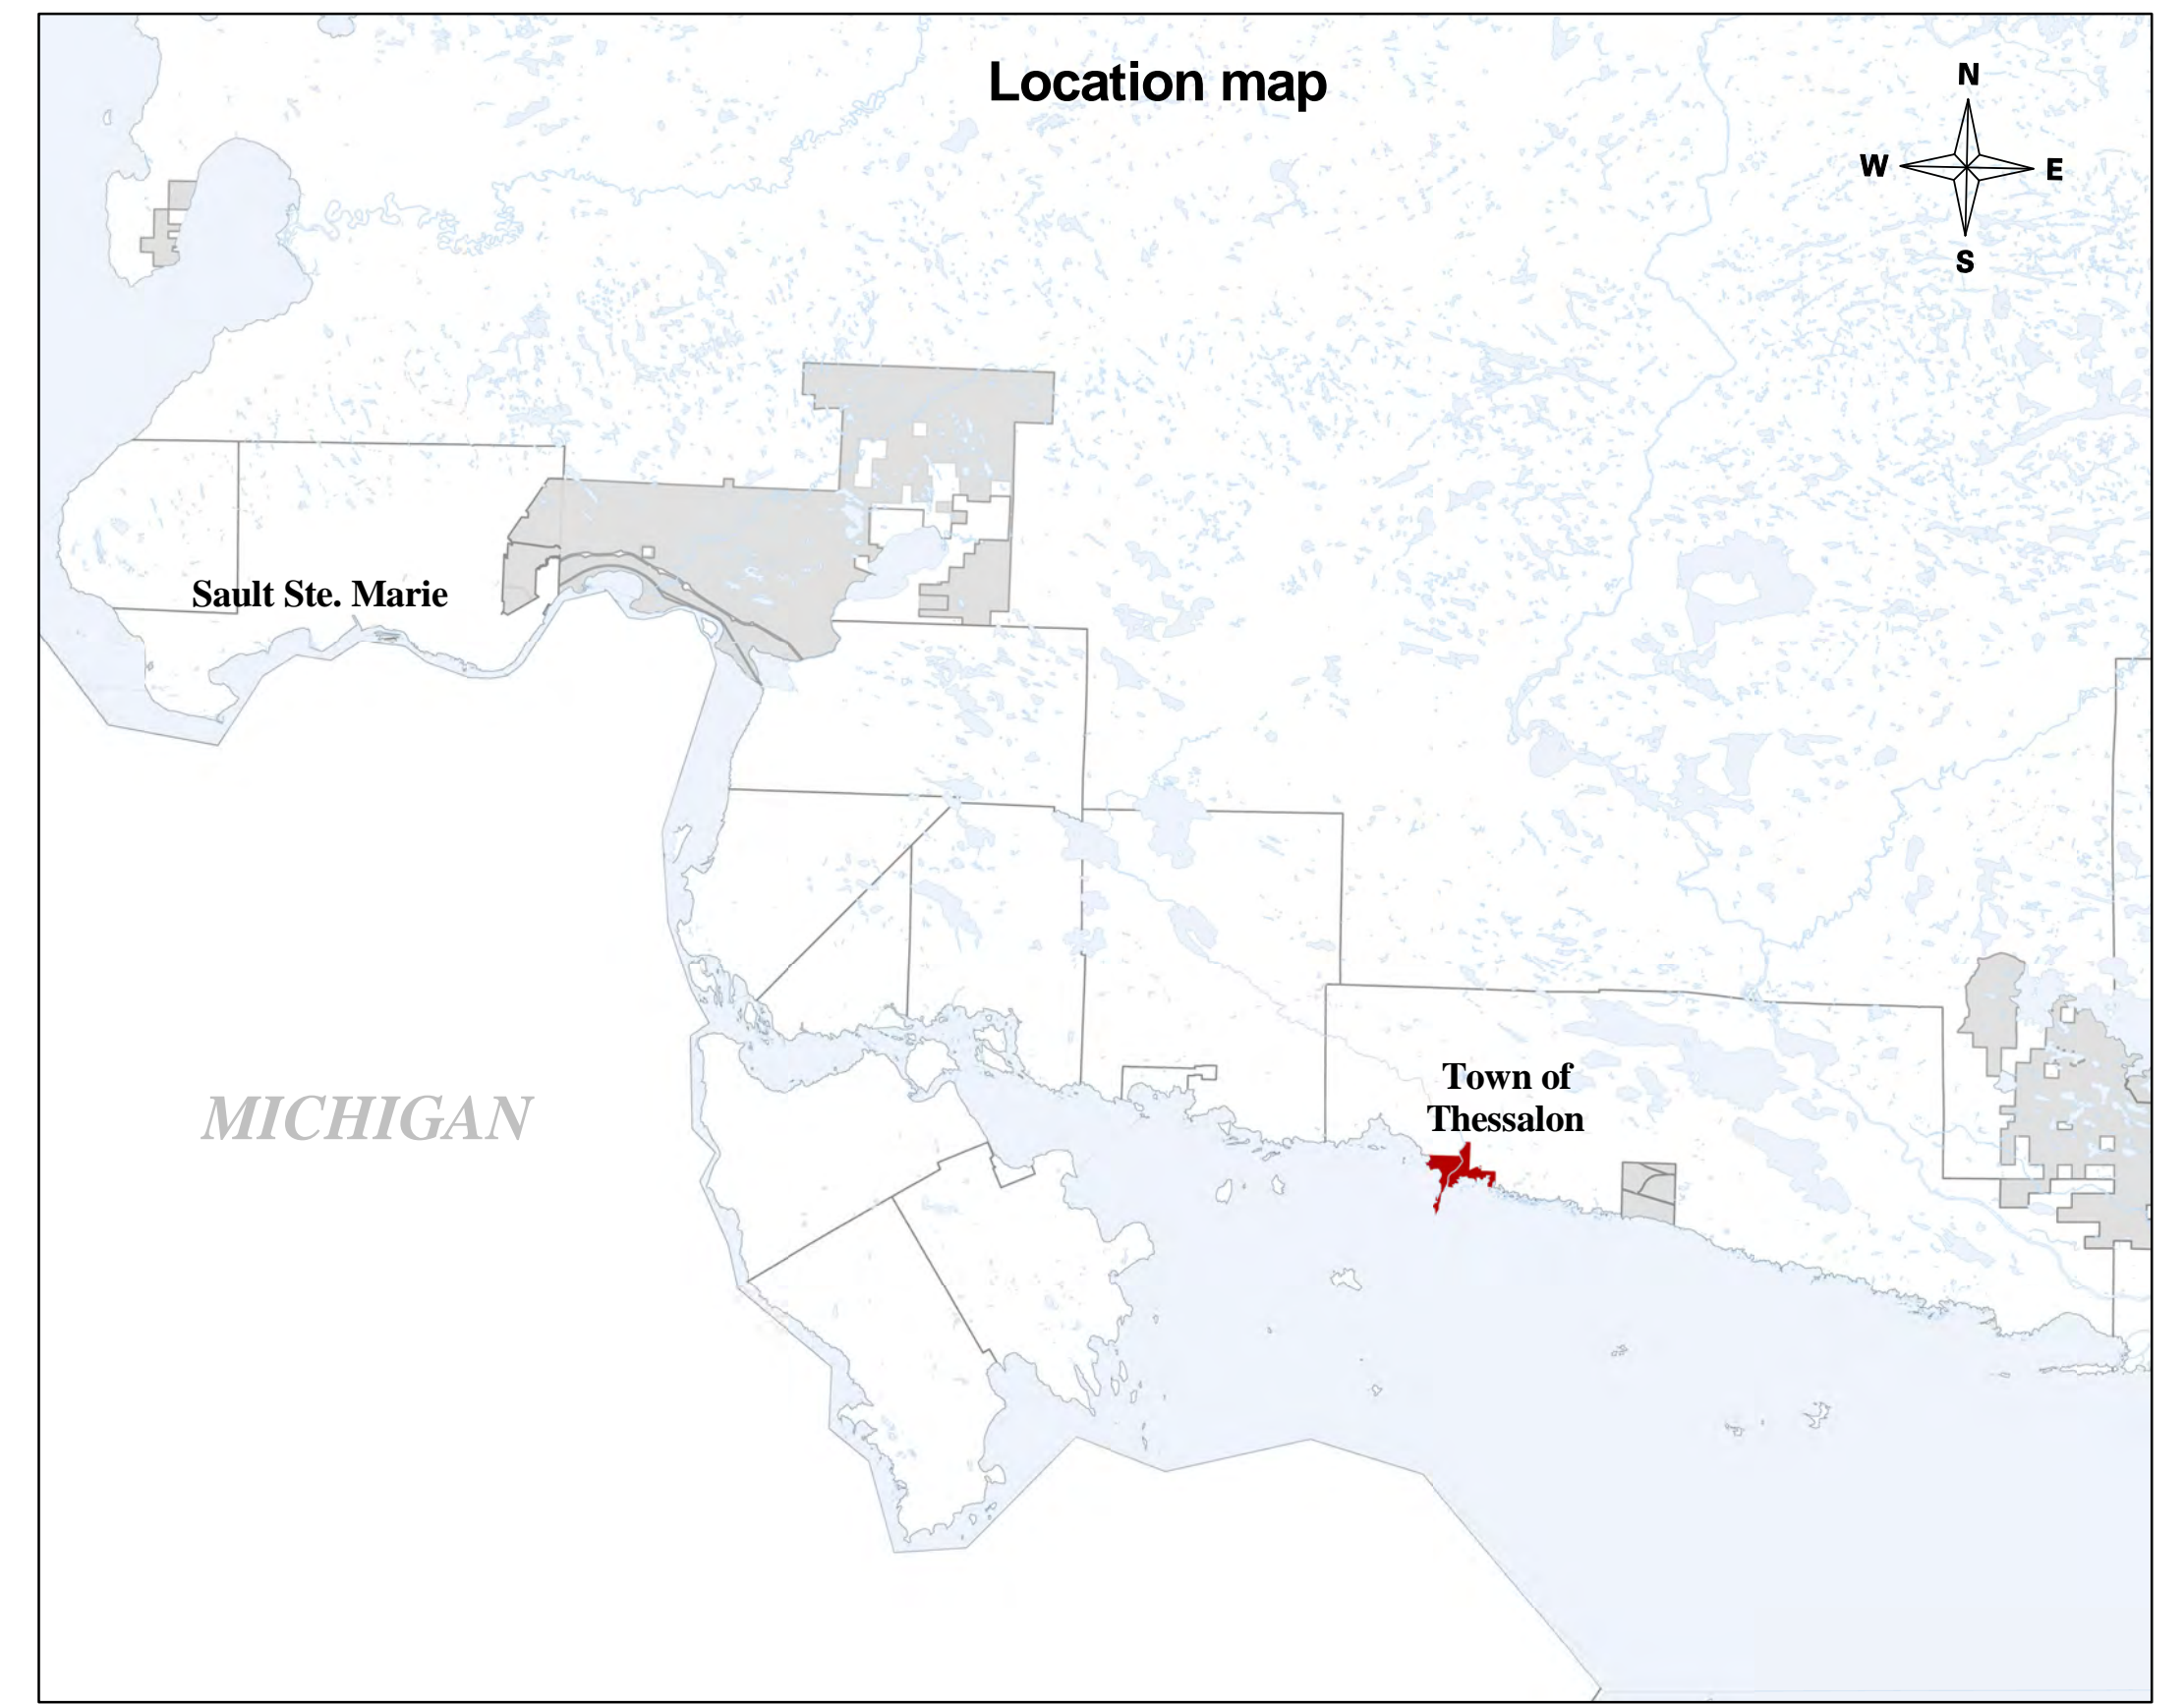 Location map
N
W
E
S
Sault Ste. Marie
Town of
Thessalon
MICHIGAN